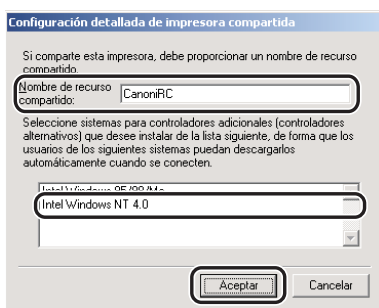 Configuración detallada de impresora compartida
Si comparte esta impresora, debe proporcionar un nombre de recurso
compartido.
Nombre de recurso
compartido:
CanoniRC
Seleccione sistemas para controladores adicionales (controladores
alternativos) que desee instalar de la lista siguiente, de forma que los
usuarios de los siguientes sistemas puedan descargarlos
automáticamente cuando se conecten.
Intel Windows 95/98/Me
Intel Windows NT 4.0
Aceptar
Cancelar